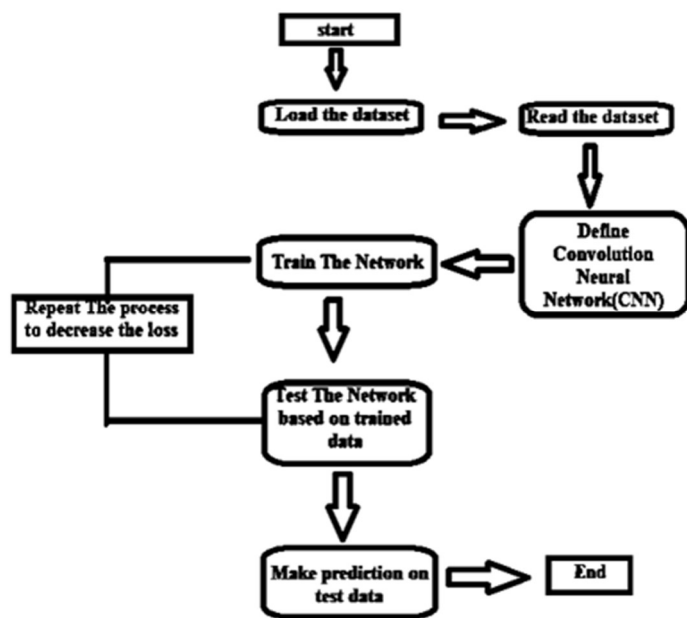 start
Load the dataset
Read the dataset
Define
Convolution
Neural
Network(CNN)
Train The Network
Repeat The process
to decrease the loss
Test The Network
based on trained
data
Make prediction on
test data
End